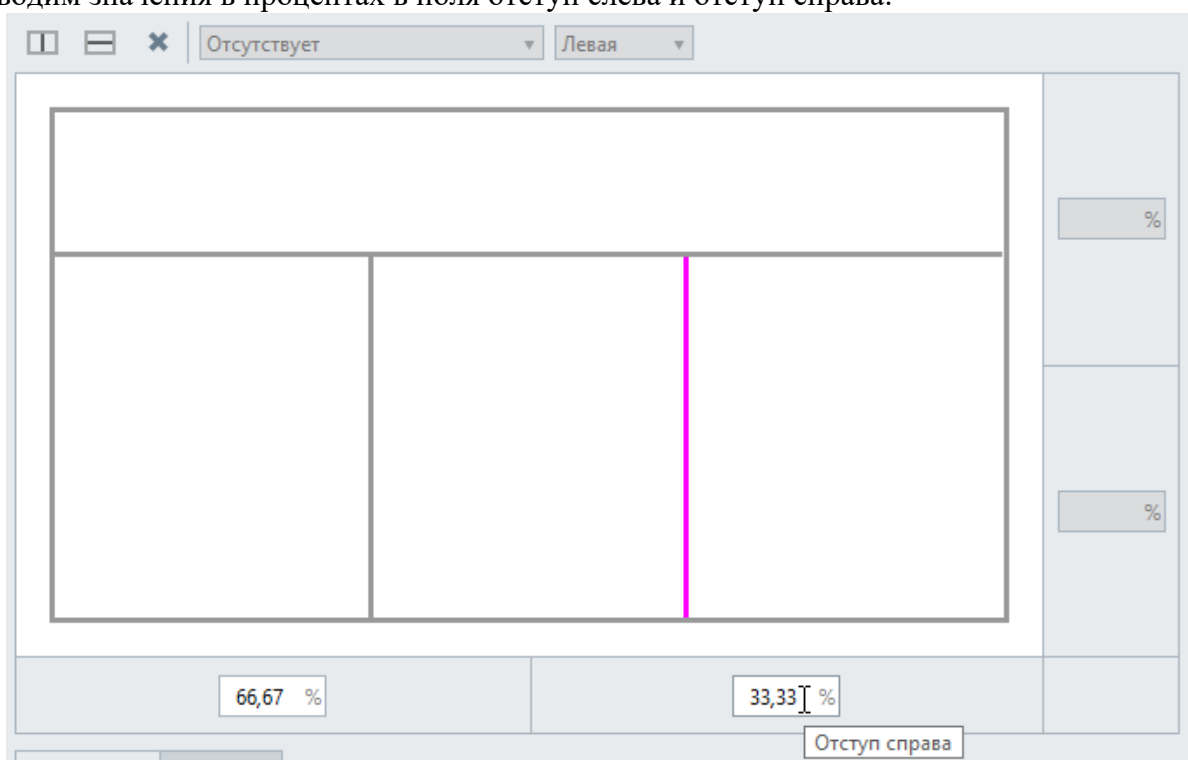 водим значения в процентах в поля отступ слева и отступ справа.
Отсутствует Левая
%
%
66,67 % 33,33 %
Отступ справа